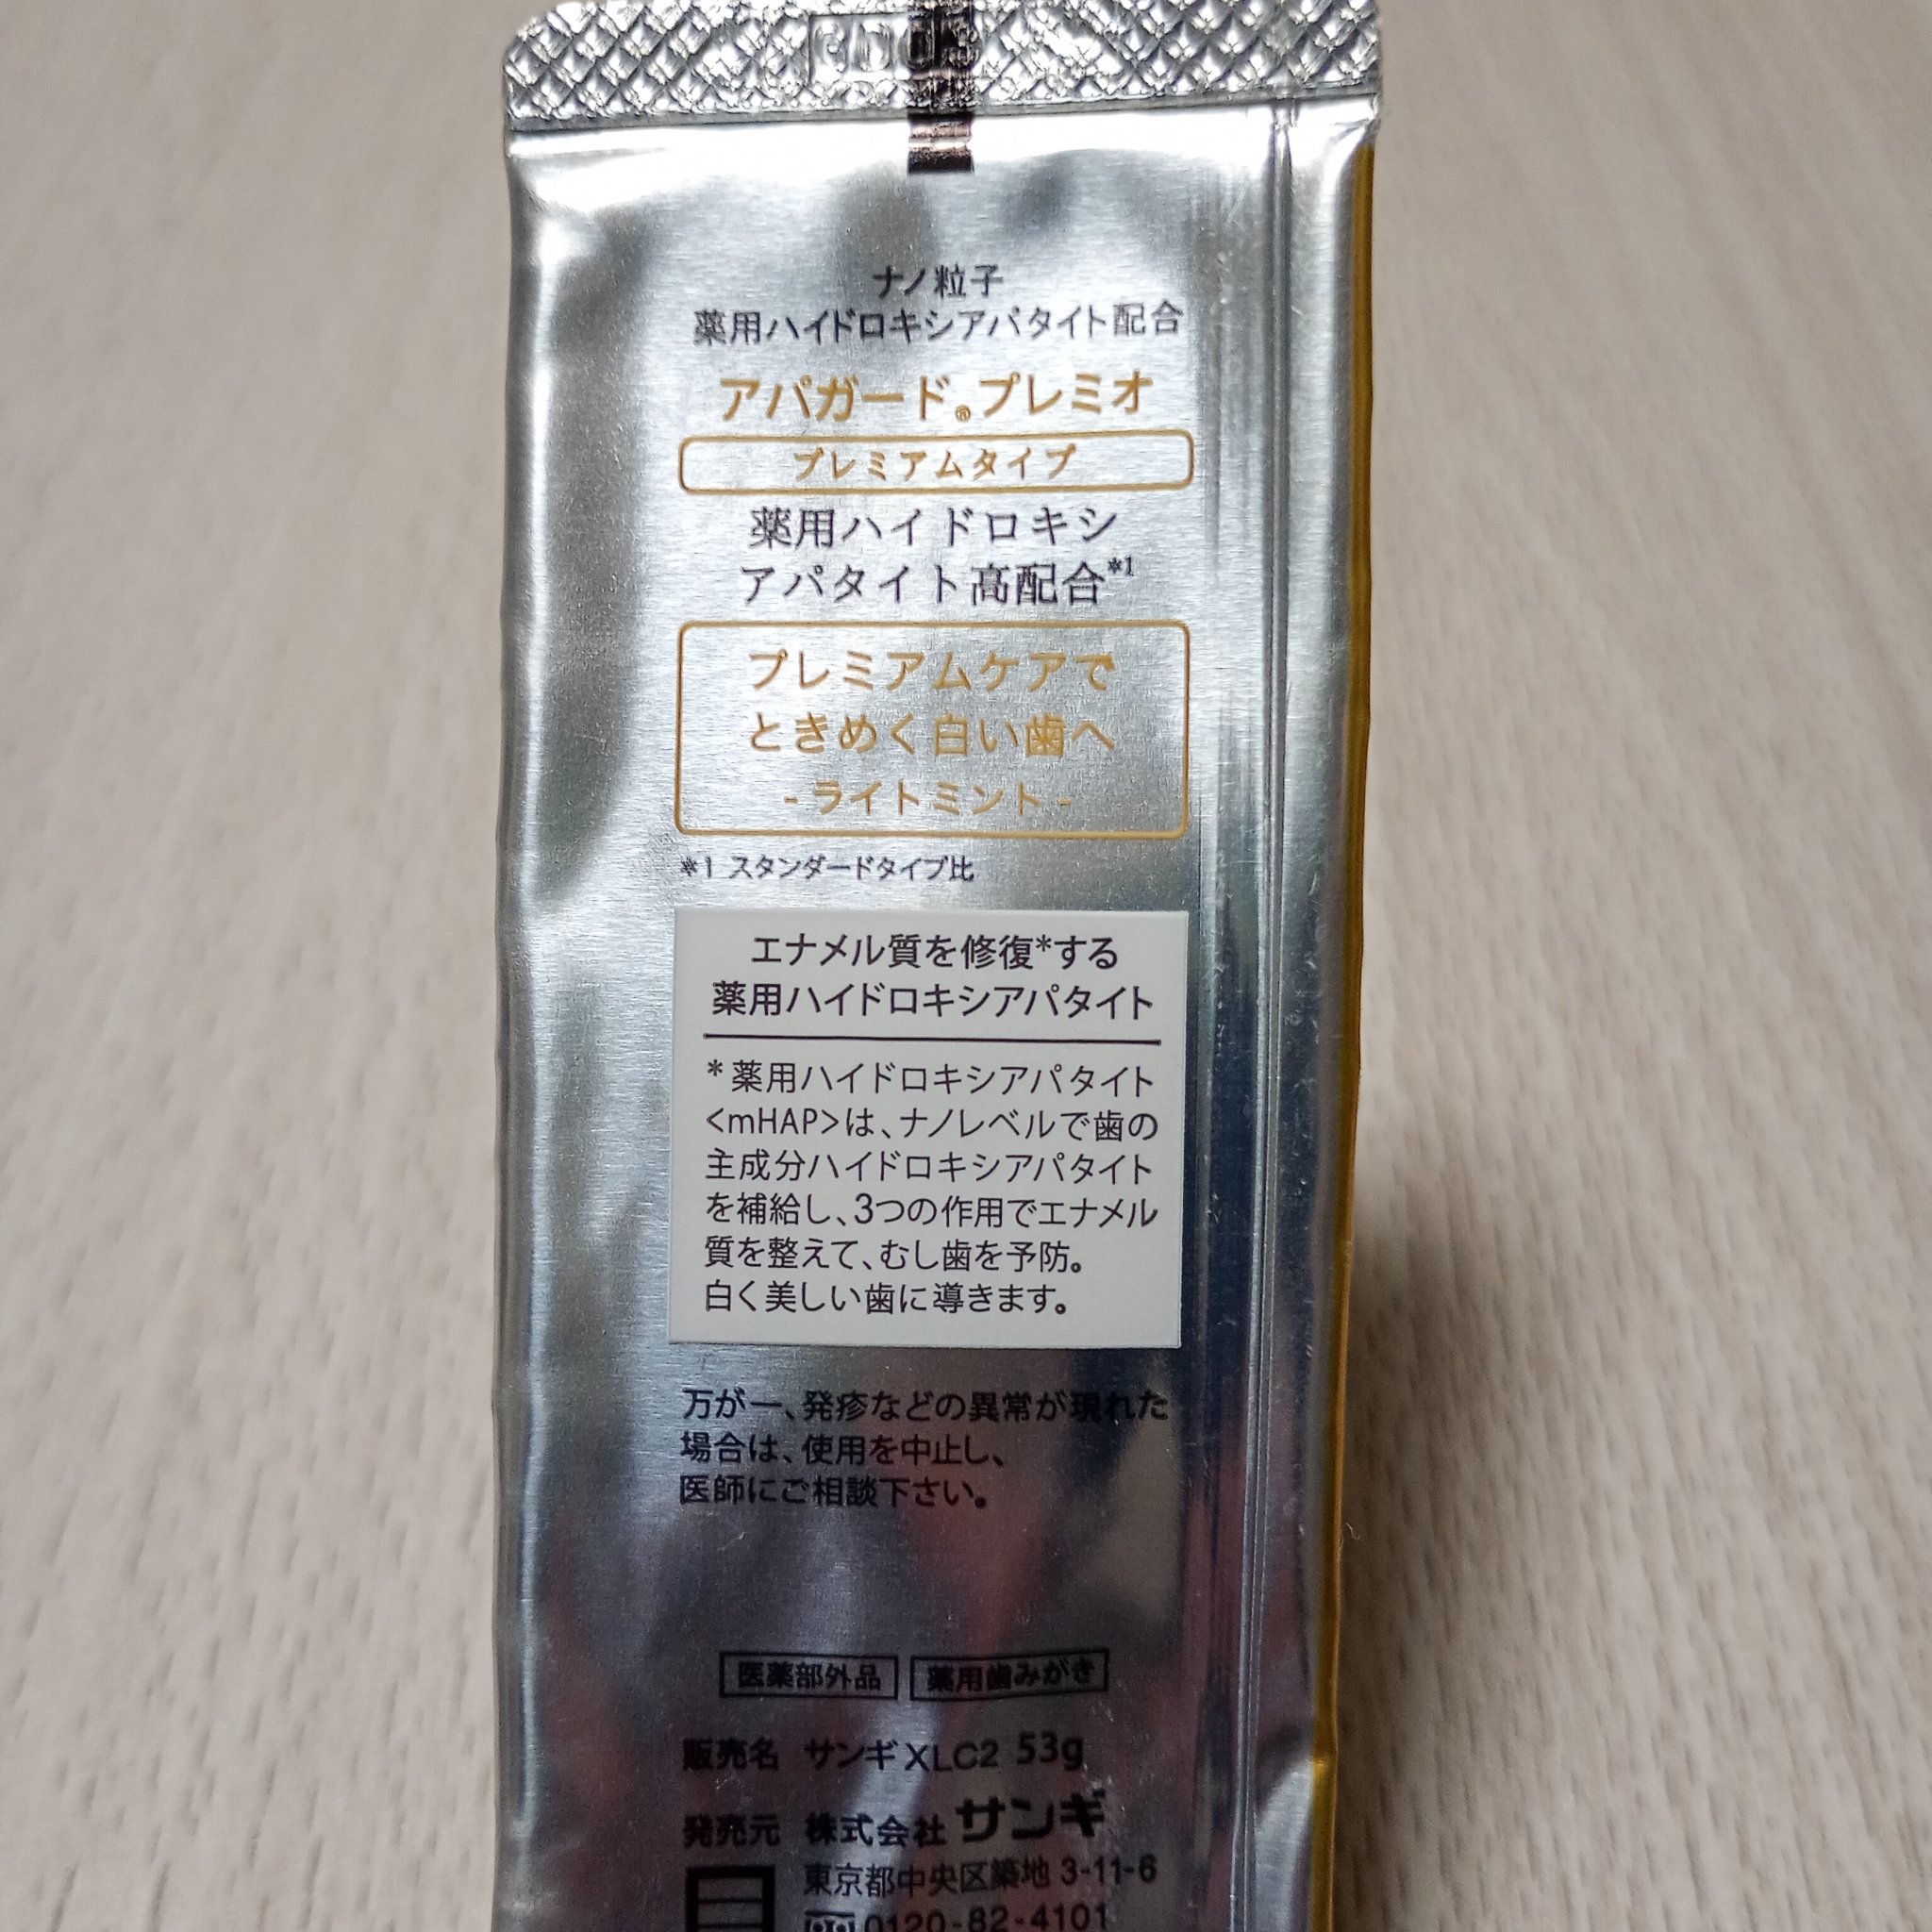 ナノ粒子
薬用ハイドロキシアパタイト配合
アパガード®プレミオ
プレミアムタイプ
薬用ハイドロキシ
アパタイト高配合*1
プレミアムケアで
ときめく白い歯へ
- ライトミント -
*1 スタンダードタイプ比
エナメル質を修復*する
薬用ハイドロキシアパタイト
*薬用ハイドロキシアパタイト
<mHAP>は、ナノレベルで歯の
主成分ハイドロキシアパタイト
を補給し、3つの作用でエナメル
質を整えて、むし歯を予防。
白く美しい歯に導きます。
万が一、発疹などの異常が現れた
場合は、使用を中止し、
医師にご相談下さい。
医薬部外品 薬用歯みがき
販売名 サンギXLC2 53g
発売元 株式会社 サンギ
東京都中央区築地 3-11-6
0120-82-4101